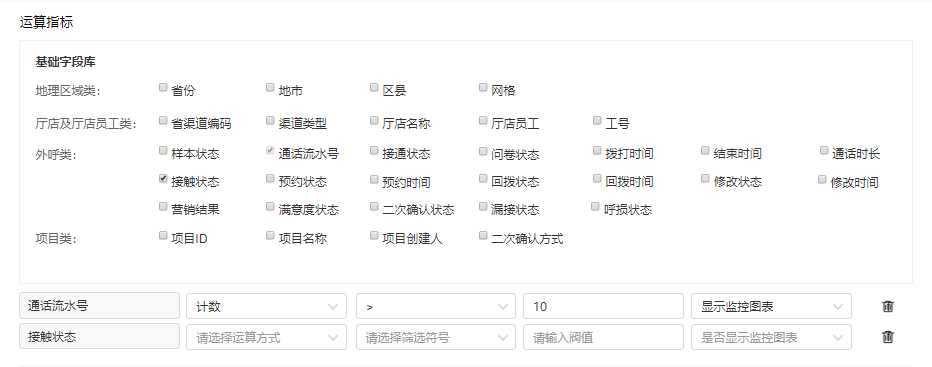 运算指标
基础字段库
地理区域类： 省份 地市 区县 网格
厅店及厅店员工类： 省渠道编码 渠道类型 厅店名称 厅店员工 工号
外呼类： 样本状态 通话流水号 接通状态 问卷状态 拨打时间 结束时间 通话时长
接触状态 预约状态 预约时间 回拨状态 回拨时间 修改状态 修改时间
营销结果 满意度状态 二次确认状态 漏接状态 呼损状态
项目类： 项目ID 项目名称 项目创建人 二次确认方式
通话流水号 计数 > 10 显示监控图表
接触状态 请选择运算方式 请选择筛选符号 请输入阀值 是否显示监控图表